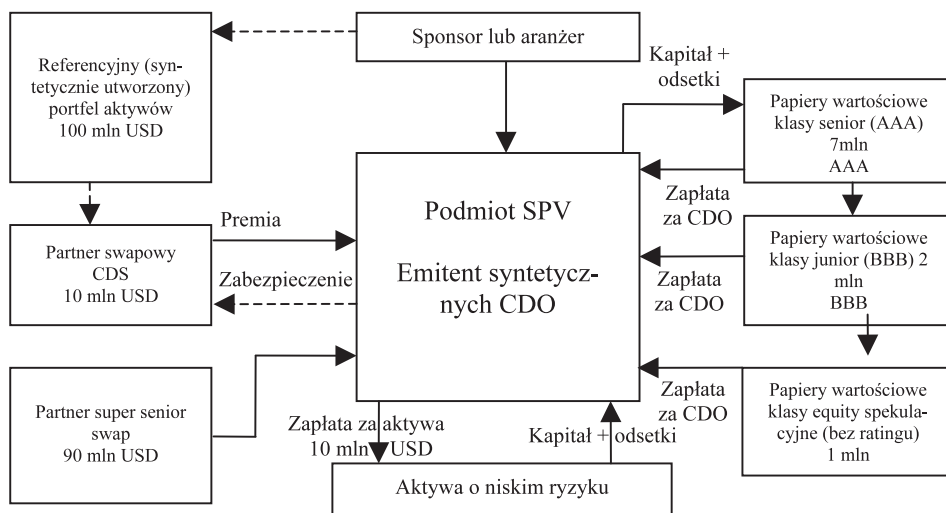 Sponsor lub aranżer
Referencyjny (syn-
tetycznie utworzony)
portfel aktywów
100 mln USD
Kapitał +
odsetki
Papiery wartościowe
klasy senior (AAA)
7mln
AAA
Zapłata
za CDO
Podmiot SPV
Emitent syntetycz-
nych CDO
Premia
Partner swapowy
CDS
10 mln USD
Zabezpieczenie
Papiery wartościowe
klasy junior (BBB) 2
mln
BBB
Zapłata
za CDO
Partner super senior
swap
90 mln USD
Zapłata za aktywa
10 mln USD
Kapitał + odsetki
Zapłata
za CDO
Papiery wartościowe
klasy equity spekula-
cyjne (bez ratingu)
1 mln
Aktywa o niskim ryzyku